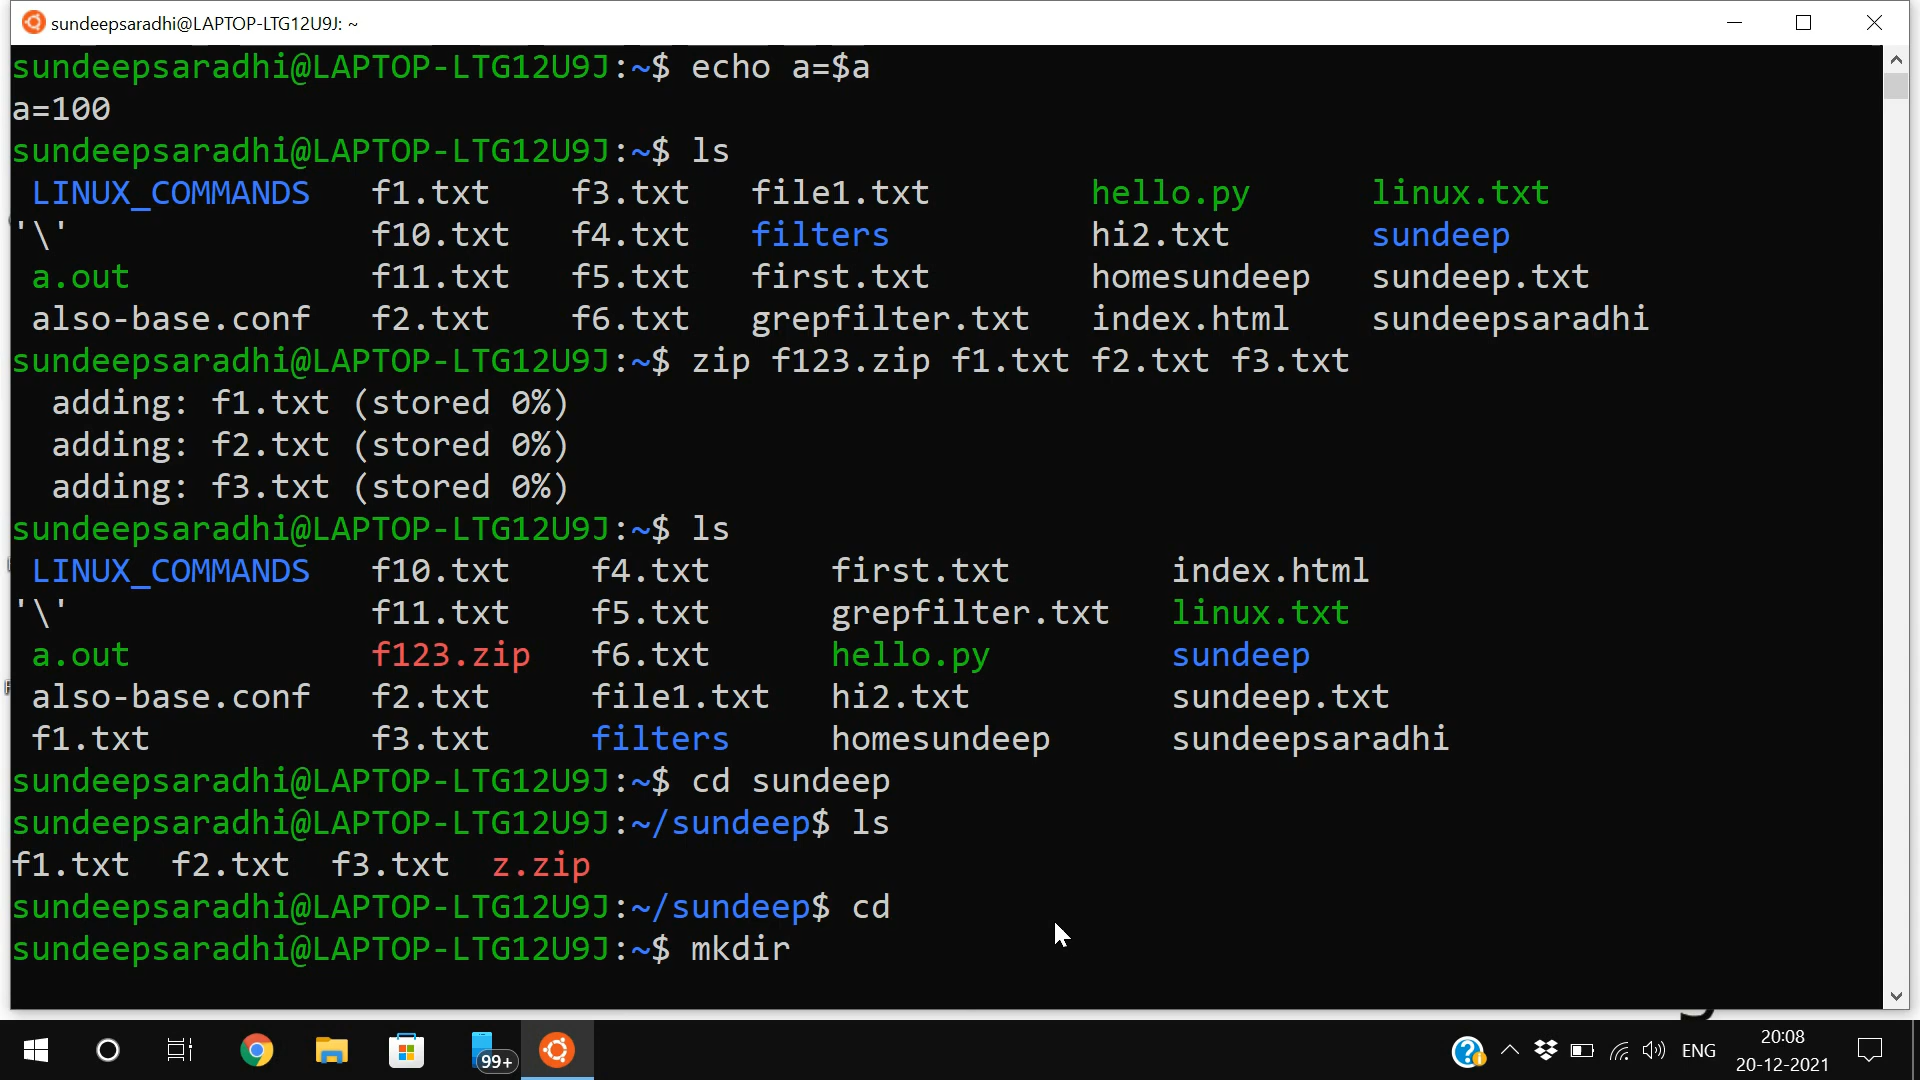 sundeepsaradhi@LAPTOP-LTG12U9J: ~
sundeepsaradhi@LAPTOP-LTG12U9J:~$ echo a=$a
a=100
sundeepsaradhi@LAPTOP-LTG12U9J:~$ ls
LINUX_COMMANDS f1.txt f3.txt file1.txt hello.py linux.txt
'\' f10.txt f4.txt filters hi2.txt sundeep
a.out f11.txt f5.txt first.txt homesundeep sundeep.txt
also-base.conf f2.txt f6.txt grepfilter.txt index.html sundeepsaradhi
sundeepsaradhi@LAPTOP-LTG12U9J:~$ zip f123.zip f1.txt f2.txt f3.txt
adding: f1.txt (stored 0%)
adding: f2.txt (stored 0%)
adding: f3.txt (stored 0%)
sundeepsaradhi@LAPTOP-LTG12U9J:~$ ls
LINUX_COMMANDS f10.txt f4.txt first.txt index.html
'\' f11.txt f5.txt grepfilter.txt linux.txt
a.out f123.zip f6.txt hello.py sundeep
also-base.conf f2.txt file1.txt hi2.txt sundeep.txt
f1.txt f3.txt filters homesundeep sundeepsaradhi
sundeepsaradhi@LAPTOP-LTG12U9J:~$ cd sundeep
sundeepsaradhi@LAPTOP-LTG12U9J:~/sundeep$ ls
f1.txt f2.txt f3.txt z.zip
sundeepsaradhi@LAPTOP-LTG12U9J:~/sundeep$ cd
sundeepsaradhi@LAPTOP-LTG12U9J:~$ mkdir
99+ ENG 20:08
20-12-2021